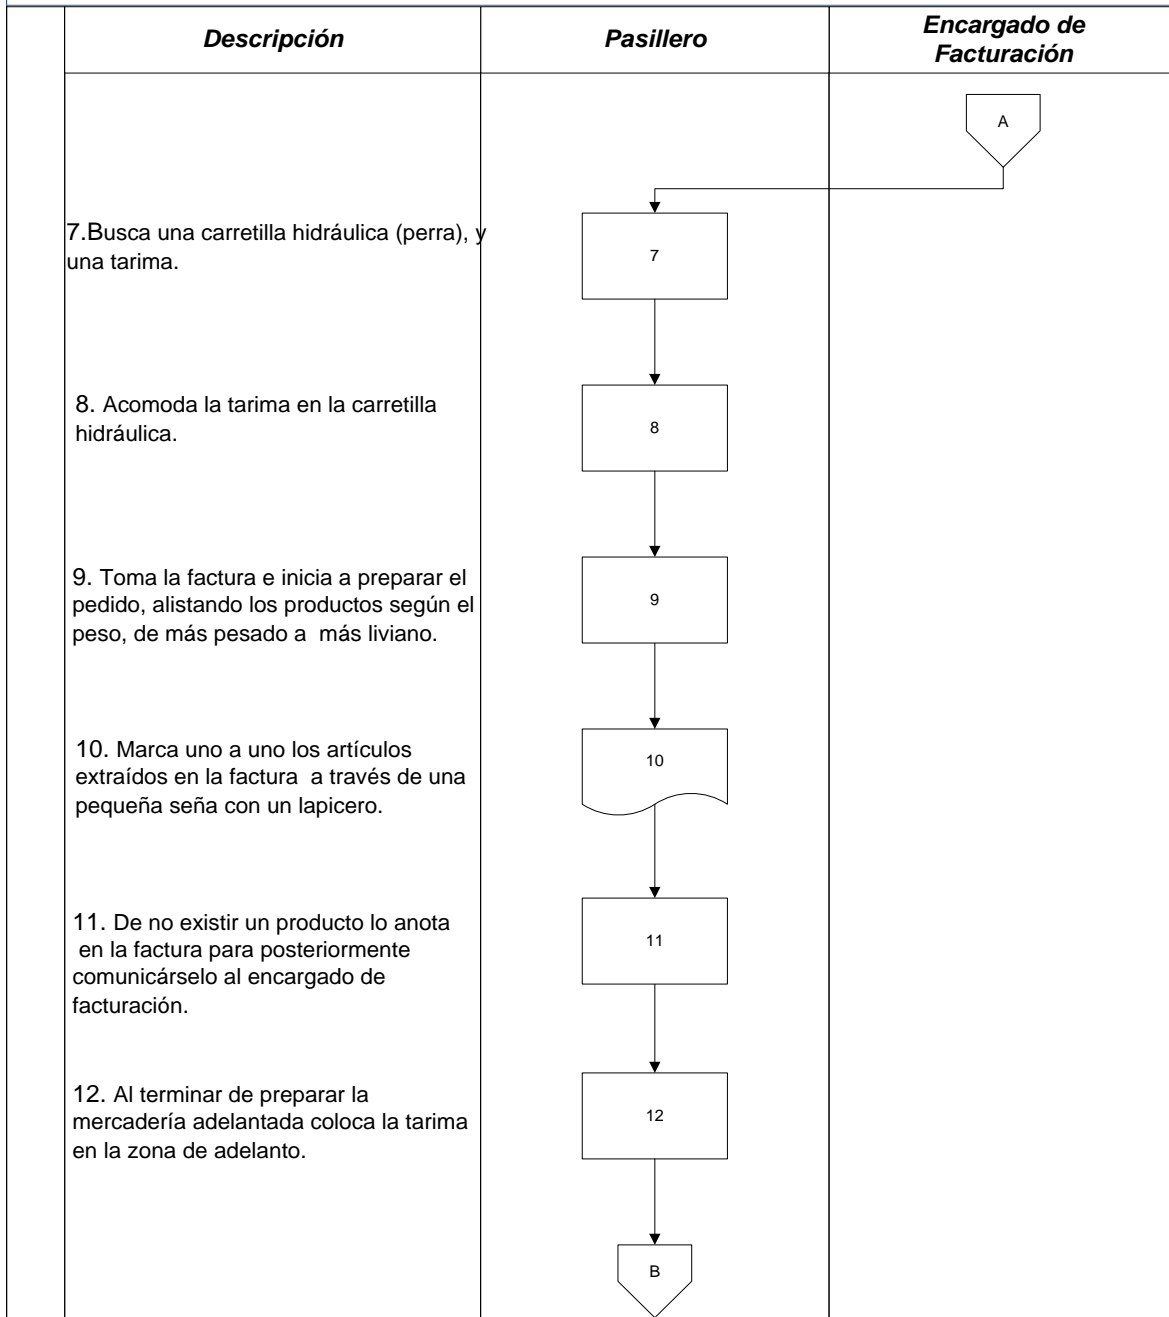 Descripción
Pasillero
Encargado de
Facturación
A
7.Busca una carretilla hidráulica (perra), y
una tarima.
7
8. Acomoda la tarima en la carretilla
hidráulica.
8
9. Toma la factura e inicia a preparar el
pedido, alistando los productos según el
peso, de más pesado a más liviano.
9
10. Marca uno a uno los artículos
extraídos en la factura a través de una
pequeña seña con un lapicero.
10
11. De no existir un producto lo anota
en la factura para posteriormente
comunicárselo al encargado de
facturación.
11
12. Al terminar de preparar la
mercadería adelantada coloca la tarima
en la zona de adelanto.
12
B